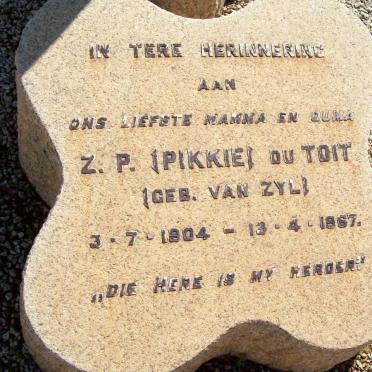 IN TERE HERINNERING
AAN
ONS LIEFSTE MAMMA EN OUMA
Z. P. (PIKKIE) DU TOIT
(GEB. VAN ZYL)
3·7·1904 – 13·4·1967.
„DIE HERE IS MY HERDER"